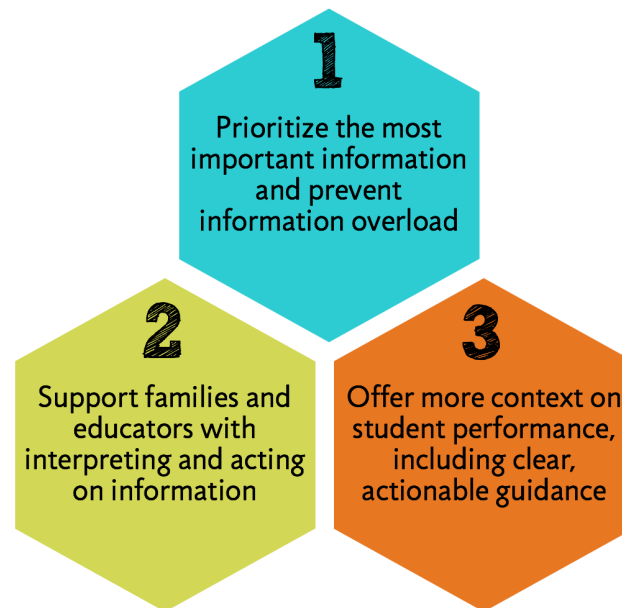 1
Prioritize the most
important information
and prevent
information overload
2
Support families and
educators with
interpreting and acting
on information
3
Offer more context on
student performance,
including clear,
actionable guidance